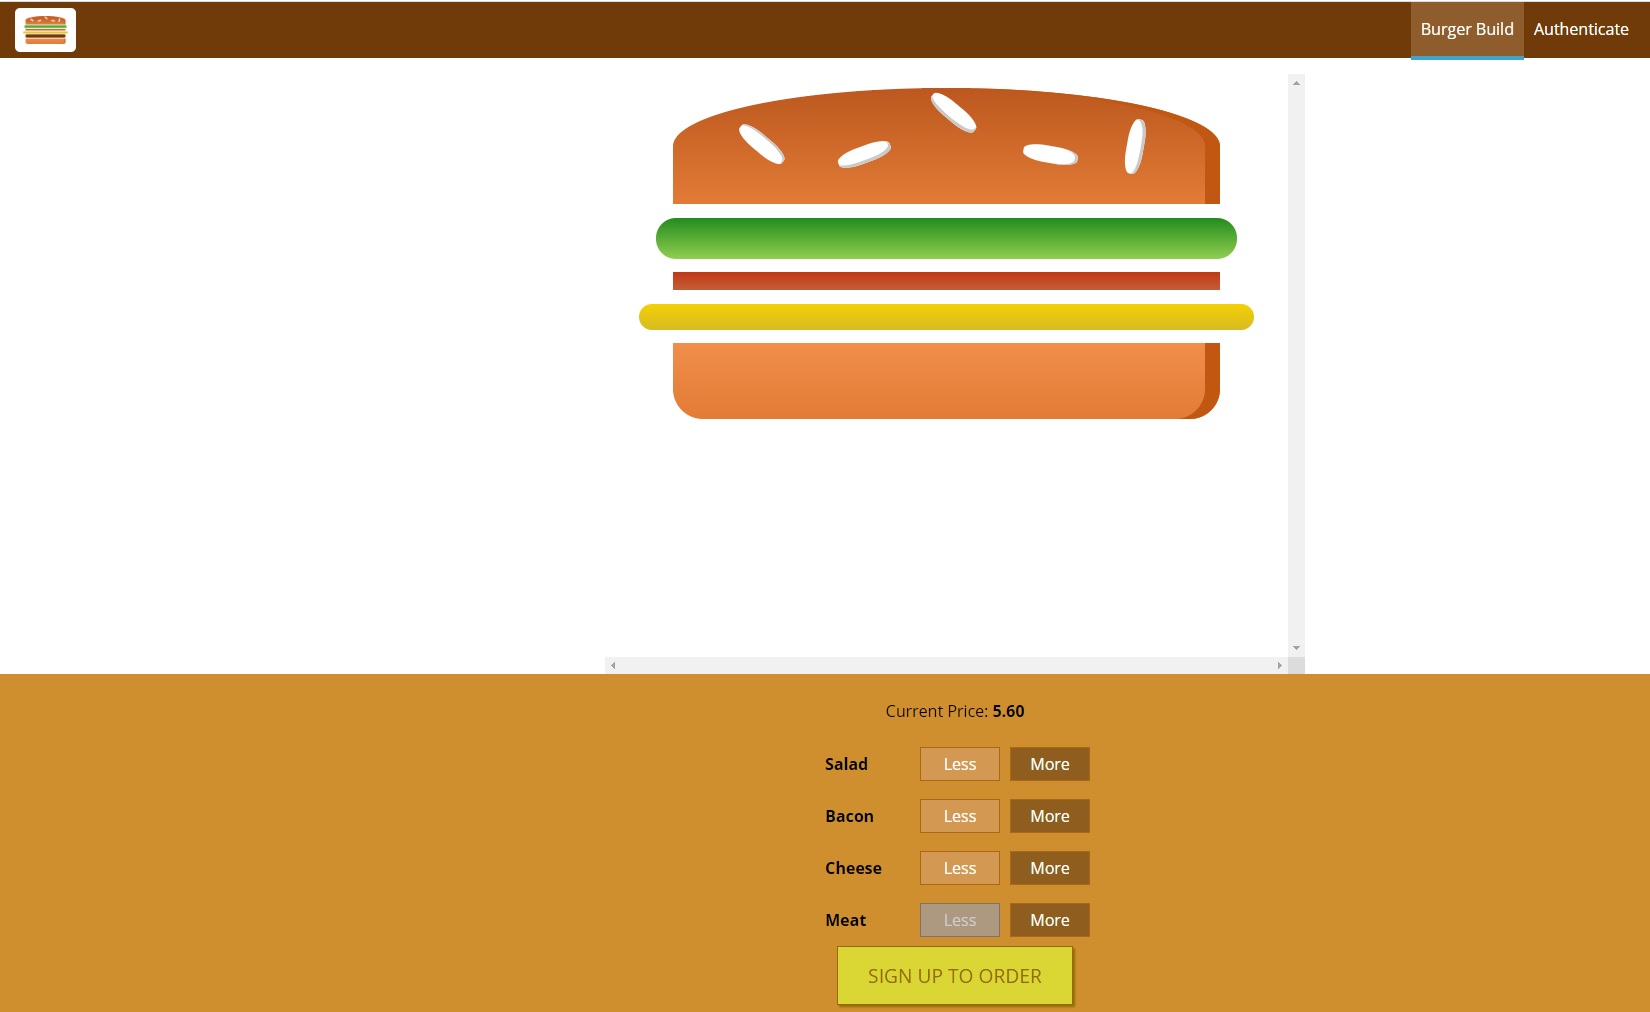 Burger Build Authenticate
Current Price: 5.60
Salad Less More
Bacon Less More
Cheese Less More
Meat Less More
SIGN UP TO ORDER